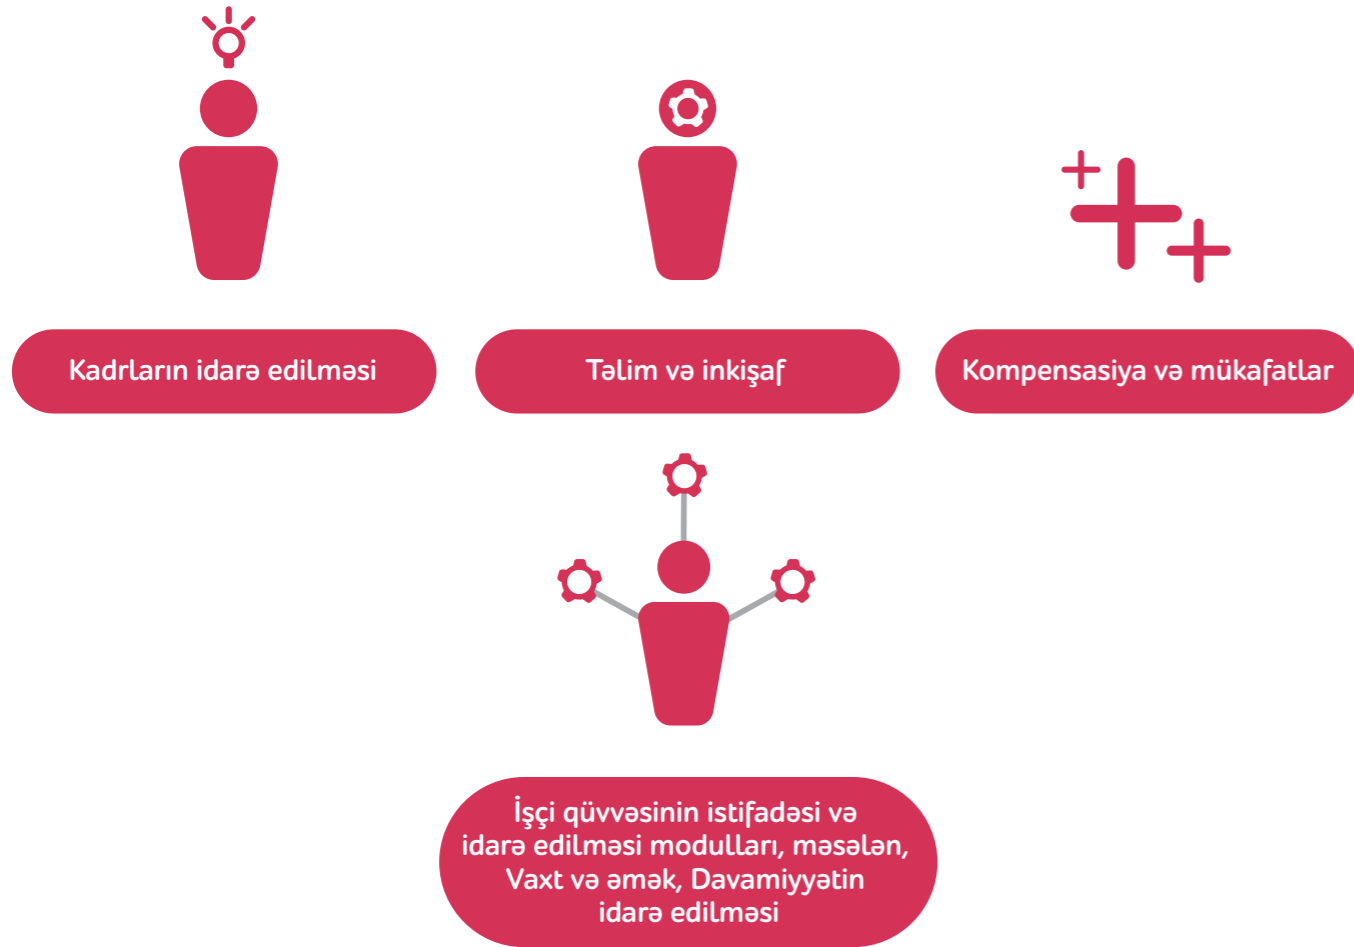 Kadrların idarə edilməsi
Təlim və inkişaf
Kompensasiya və mükafatlar
İşçi qüvvəsinin istifadəsi və
idarə edilməsi modulları, məsələn,
Vaxt və əmək, Davamiyyətin
idarə edilməsi